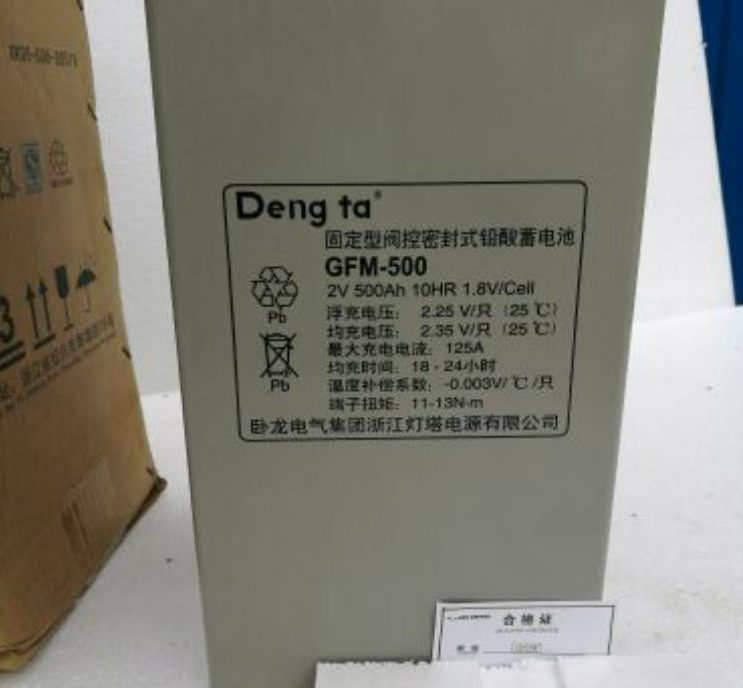 Deng ta®
固定型阀控密封式铅酸蓄电池
GFM-500
2V 500Ah 10HR 1.8V/Cell
浮充电压： 2.25 V/只（25 ℃）
均充电压： 2.35 V/只（25 ℃）
最大充电电流：125A
均充时间：18 - 24小时
温度补偿系数：-0.003V/ ℃ /只
端子扭矩：11-13N-m
Pb
Pb
卧龙电气集团浙江灯塔电源有限公司
3
合格证